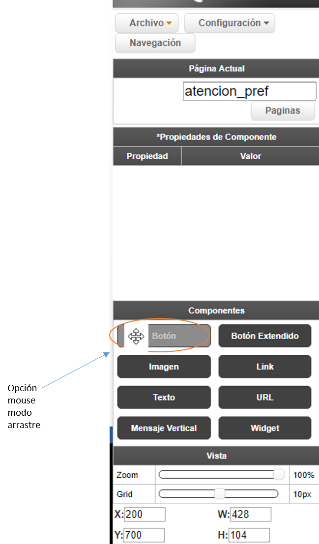 Archivo
Configuración
Navegación
Página Actual
atencion_pref
Paginas
*Propiedades de Componente
Propiedad Valor
Componentes
Botón
Botón Extendido
Imagen
Link
Opción
mouse
modo
arrastre
Texto
URL
Mensaje Vertical
Widget
Vista
Zoom 100%
Grid 10px
X: 200 W: 428
Y: 700 H: 104